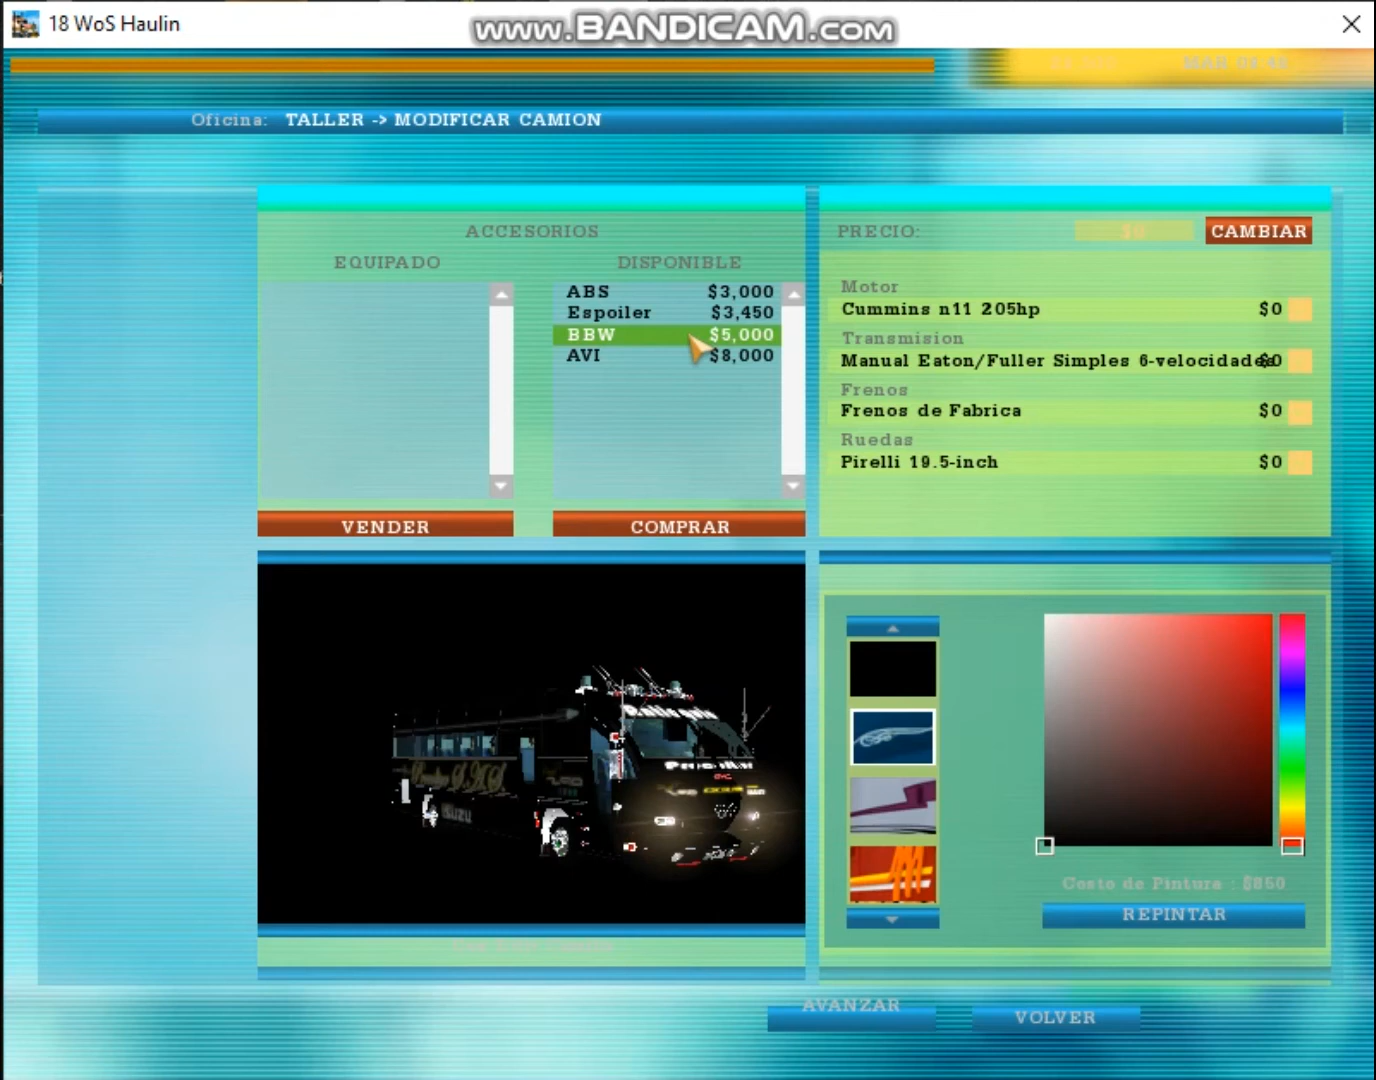 18 WoS Haulin
www.BANDICAM.com
Oficina: TALLER -> MODIFICAR CAMION
ACCESORIOS
EQUIPADO
DISPONIBLE
ABS $3,000
Espoiler $3,450
BBW $5,000
AVI $8,000
VENDER
COMPRAR
PRECIO: $0 CAMBIAR
Motor
Cummins n11 205hp $0
Transmision
Manual Eaton/Fuller Simples 6-velocidades $0
Frenos
Frenos de Fabrica $0
Ruedas
Pirelli 19.5-inch $0
ISUZU
Costo de Pintura : $850
REPINTAR
AVANZAR
VOLVER